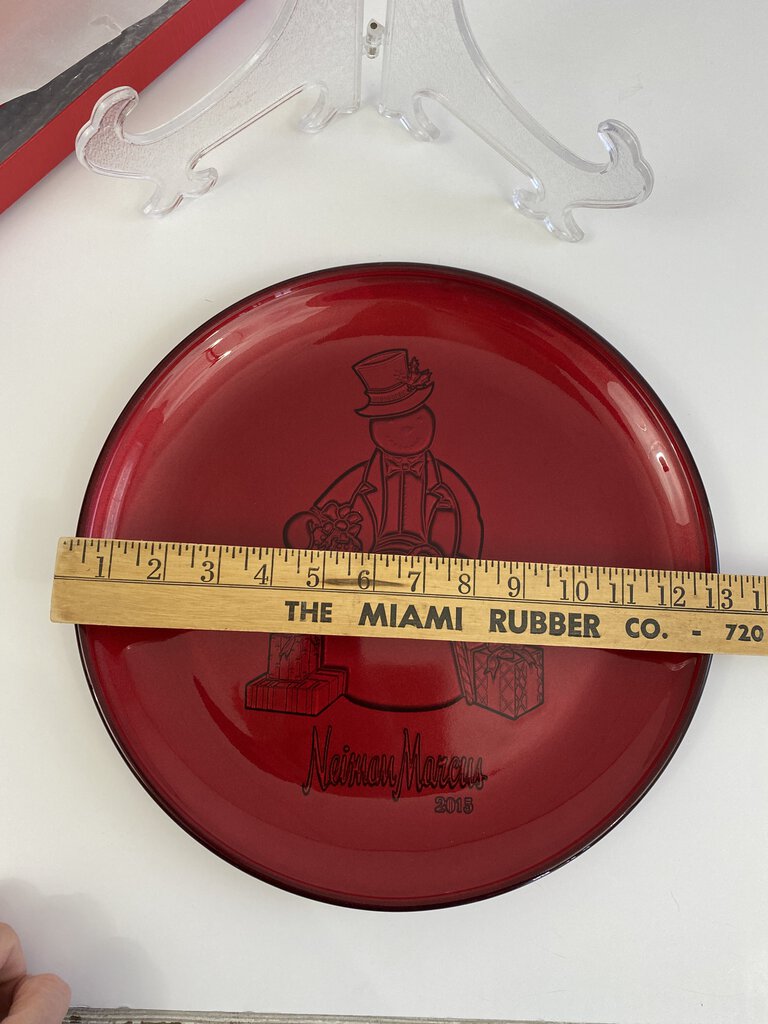 1 2 3 4 5 6 7 8 9 10 11 12 13 1
THE MIAMI RUBBER CO. - 720
Neiman Marcus
2015